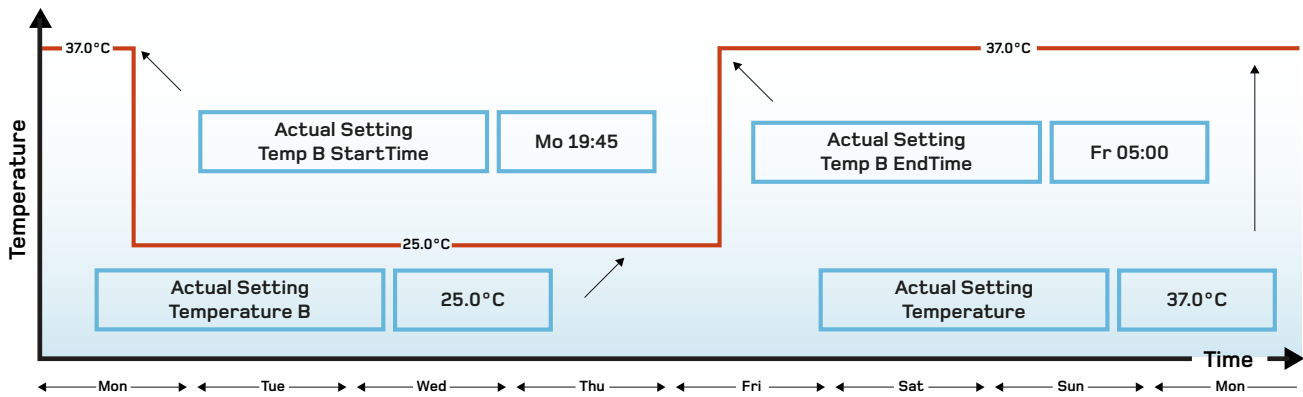 37.0°C
37.0°C
Actual Setting
Temp B StartTime
Mo 19:45
Actual Setting
Temp B EndTime
Fr 05:00
Temperature
25.0°C
Actual Setting
Temperature B
25.0°C
Actual Setting
Temperature
37.0°C
Time
Mon
Tue
Wed
Thu
Fri
Sat
Sun
Mon